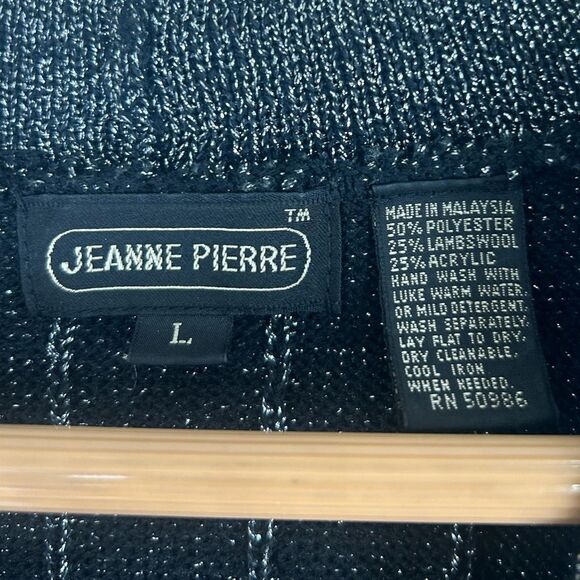 TM
JEANNE PIERRE
L
MADE IN MALAYSIA
50% POLYESTER
25% LAMBSWOOL
25% ACRYLIC
HAND WASH WITH
LUKE WARM WATER
OR MILD DETERGENT
WASH SEPARATELY.
LAY FLAT TO DRY.
DRY CLEANABLE.
COOL IRON
WHEN NEEDED.
RN 50986